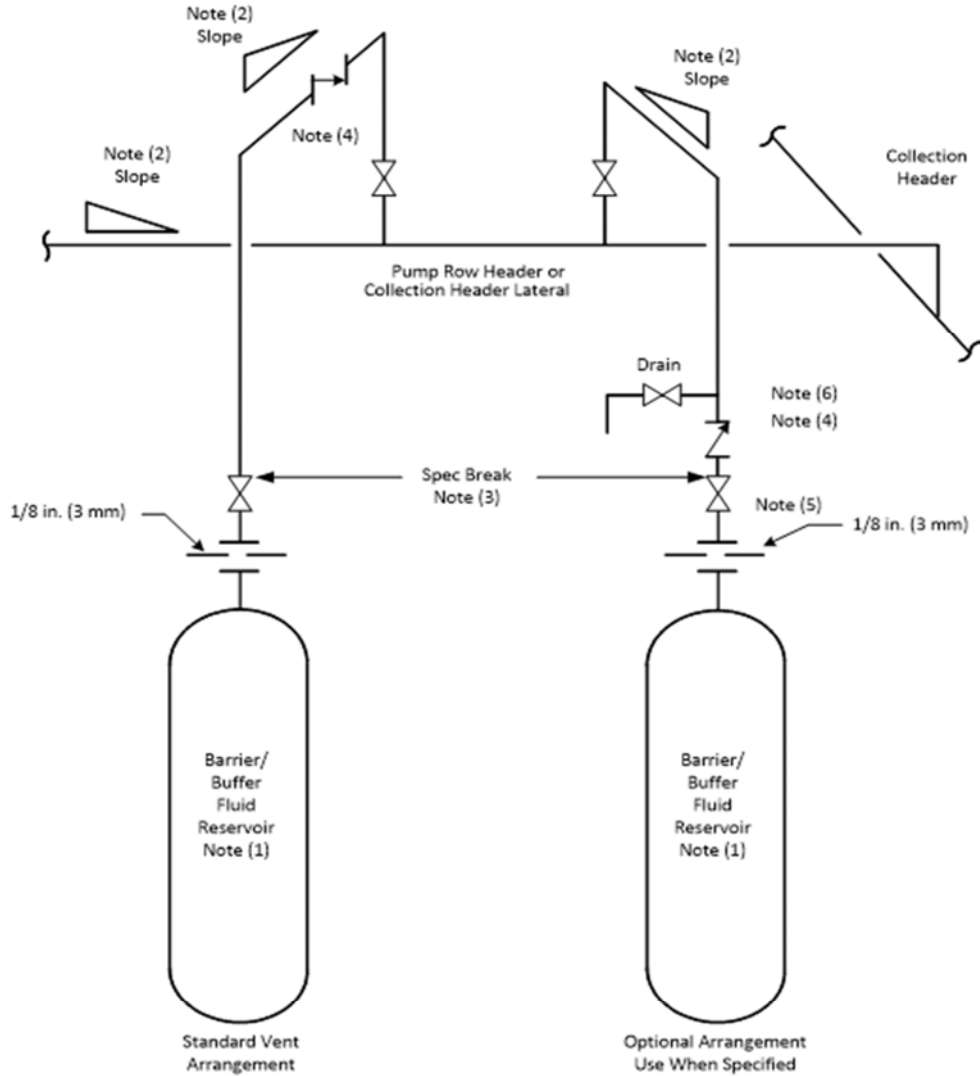 Note (2)
Slope
Note (2)
Slope
Note (4)
Note (2)
Slope
Collection
Header
Pump Row Header or
Collection Header Lateral
Drain
Note (6)
Note (4)
Spec Break
Note (3)
1/8 in. (3 mm)
Note (5)
1/8 in. (3 mm)
Barrier/
Buffer
Fluid
Reservoir
Note (1)
Barrier/
Buffer
Fluid
Reservoir
Note (1)
Standard Vent
Arrangement
Optional Arrangement
Use When Specified